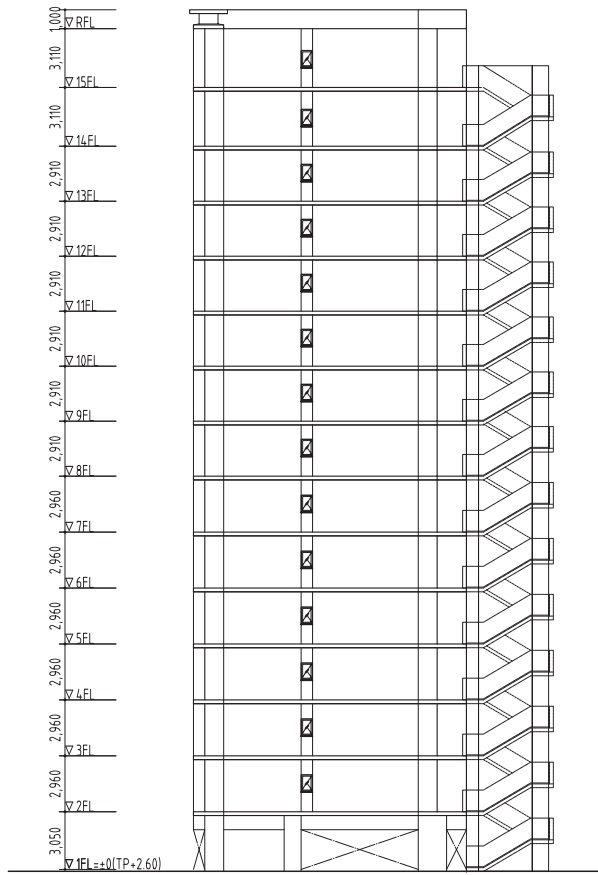 1,000
▽RFL
3,110
▽15FL
3,110
▽14FL
2,910
▽13FL
2,910
▽12FL
2,910
▽11FL
2,910
▽10FL
2,910
▽9FL
2,910
▽8FL
2,960
▽7FL
2,960
▽6FL
2,960
▽5FL
2,960
▽4FL
2,960
▽3FL
2,960
▽2FL
3,050
▽1FL=±0(TP+2.60)